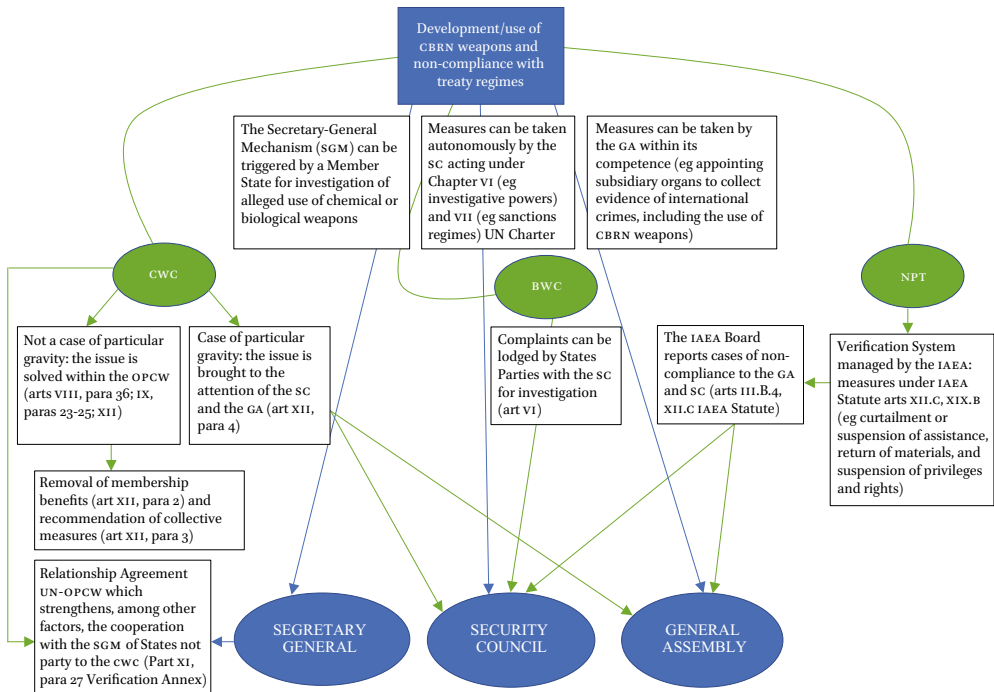 Development/use of
CBRN weapons and
non-compliance with
treaty regimes
The Secretary-General
Mechanism (SGM) can be
triggered by a Member
State for investigation of
alleged use of chemical or
biological weapons
Measures can be taken
autonomously by the
SC acting under
Chapter VI (eg
investigative powers)
and VII (eg sanctions
regimes) UN Charter
Measures can be taken by
the GA within its
competence (eg appointing
subsidiary organs to collect
evidence of international
crimes, including the use of
CBRN weapons)
CWC
BWC
NPT
Not a case of particular
gravity: the issue is
solved within the OPCW
(arts VIII, para 36; IX,
paras 23-25; XII)
Case of particular
gravity: the issue is
brought to the
attention of the SC
and the GA (art XII,
para 4)
Complaints can be
lodged by States
Parties with the SC
for investigation
(art VI)
The IAEA Board
reports cases of non-
compliance to the GA
and SC (arts III.B.4,
XII.C IAEA Statute)
Verification System
managed by the IAEA:
measures under IAEA
Statute arts XII.C, XIX.B
(eg curtailment or
suspension of assistance,
return of materials, and
suspension of privileges
and rights)
Removal of membership
benefits (art XII, para 2) and
recommendation of collective
measures (art XII, para 3)
Relationship Agreement
UN-OPCW which
strengthens, among other
factors, the cooperation
with the SGM of States not
party to the CWC (Part XI,
para 27 Verification Annex)
SEGRETARY
GENERAL
SECURITY
COUNCIL
GENERAL
ASSEMBLY